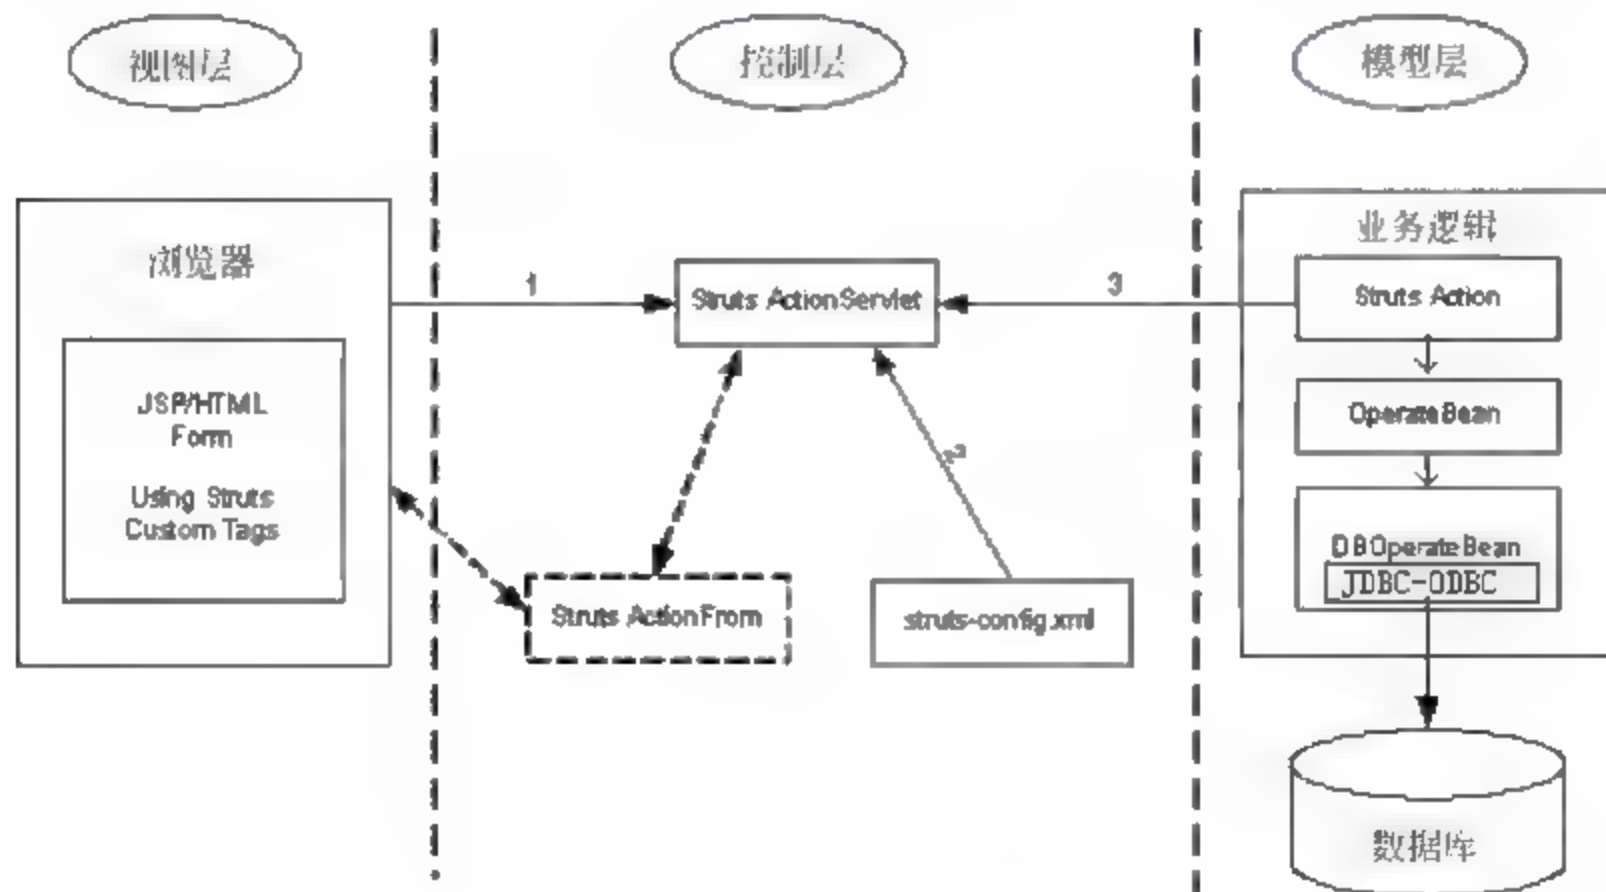 视图层
控制层
模型层
浏览器
JSP/HTML
Form
Using Struts
Custom Tags
1
Struts ActionServlet
3
2
Struts ActionFrom
struts-config.xml
业务逻辑
Struts Action
OperateBean
DBOperateBean
JDBC-ODBC
数据库